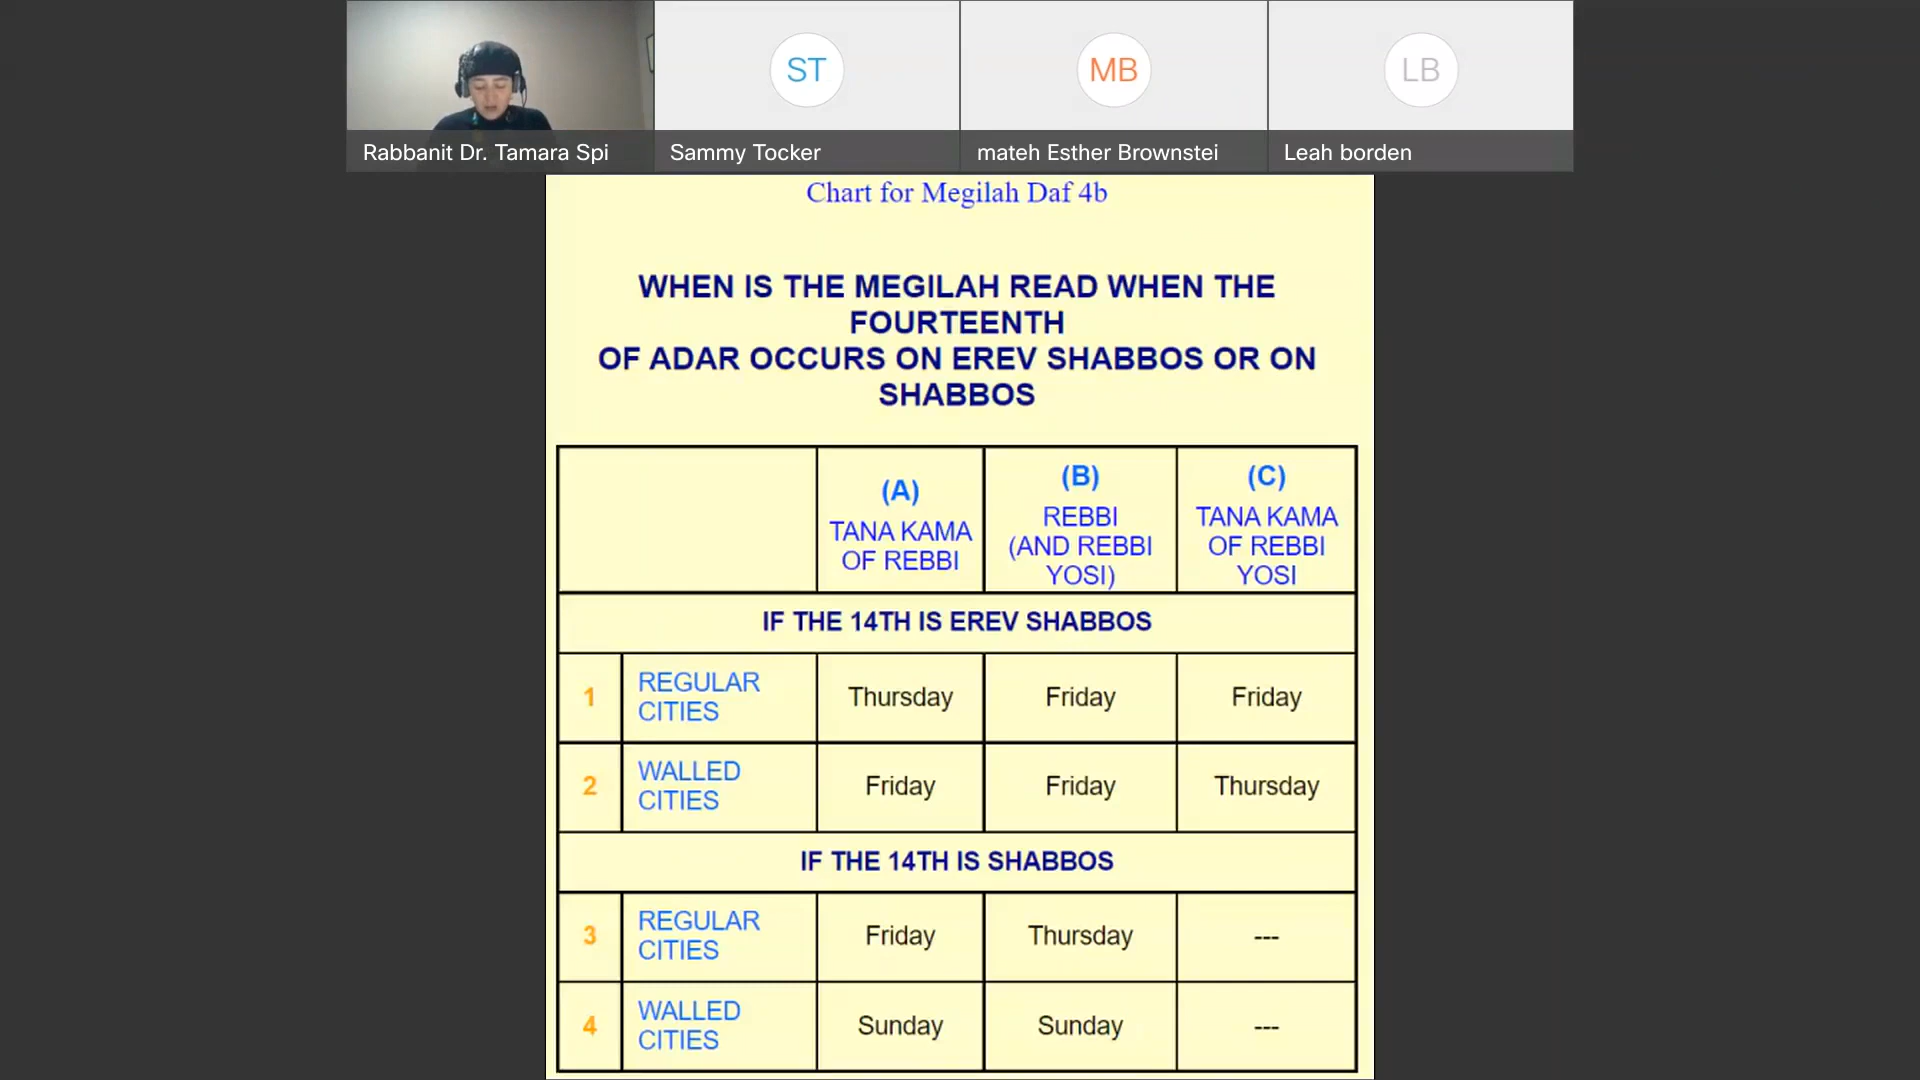 ST
MB
LB
Rabbanit Dr. Tamara Spi
Sammy Tocker
mateh Esther Brownstei
Leah borden
Chart for Megilah Daf 4b
WHEN IS THE MEGILAH READ WHEN THE
FOURTEENTH
OF ADAR OCCURS ON EREV SHABBOS OR ON
SHABBOS
(A)
TANA KAMA
OF REBBI
(B)
REBBI
(AND REBBI
YOSI)
(C)
TANA KAMA
OF REBBI
YOSI
IF THE 14TH IS EREV SHABBOS
1
REGULAR
CITIES
Thursday
Friday
Friday
2
WALLED
CITIES
Friday
Friday
Thursday
IF THE 14TH IS SHABBOS
3
REGULAR
CITIES
Friday
Thursday
---
4
WALLED
CITIES
Sunday
Sunday
---